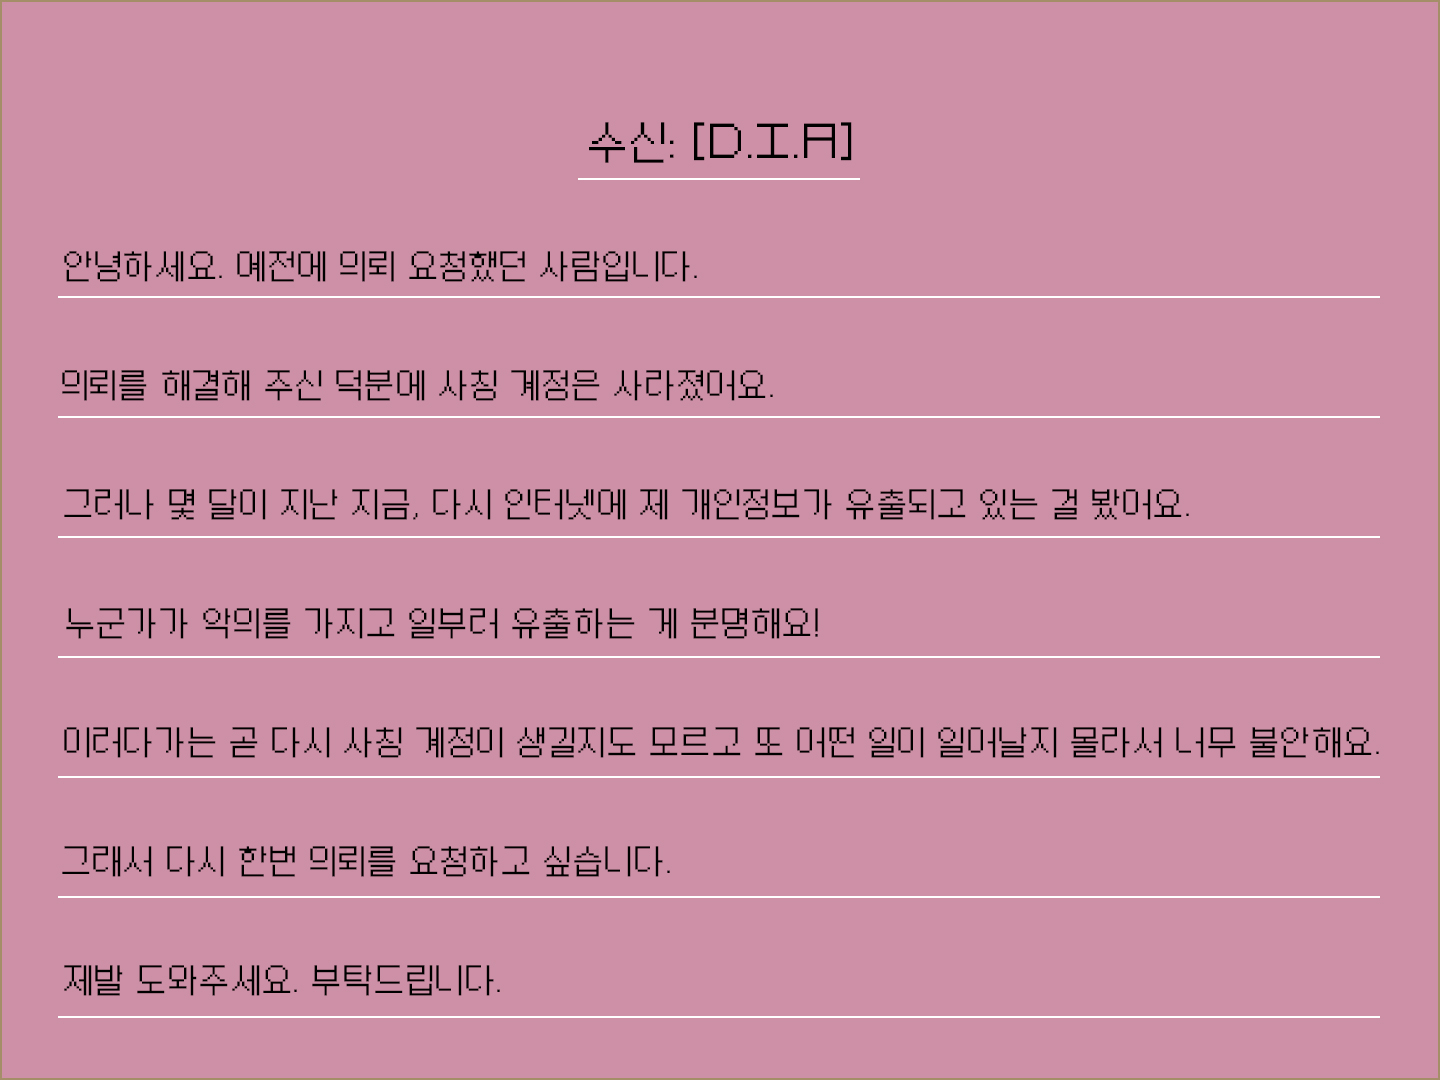 수신: [D.I.A]
안녕하세요. 예전에 의뢰 요청했던 사람입니다.
의뢰를 해결해 주신 덕분에 사칭 계정은 사라졌어요.
그러나 몇 달이 지난 지금, 다시 인터넷에 제 개인정보가 유출되고 있는 걸 봤어요.
누군가가 악의를 가지고 일부러 유출하는 게 분명해요!
이러다가는 곧 다시 사칭 계정이 생길지도 모르고 또 어떤 일이 일어날지 몰라서 너무 불안해요.
그래서 다시 한번 의뢰를 요청하고 싶습니다.
제발 도와주세요. 부탁드립니다.